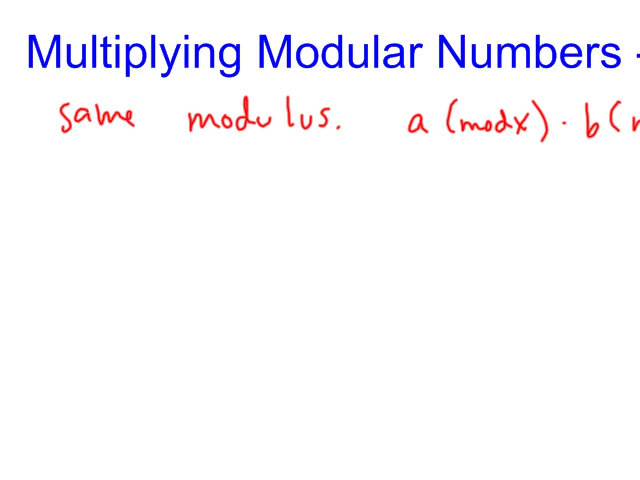 Multiplying Modular Numbers -
same modulus. a (modx) · b (